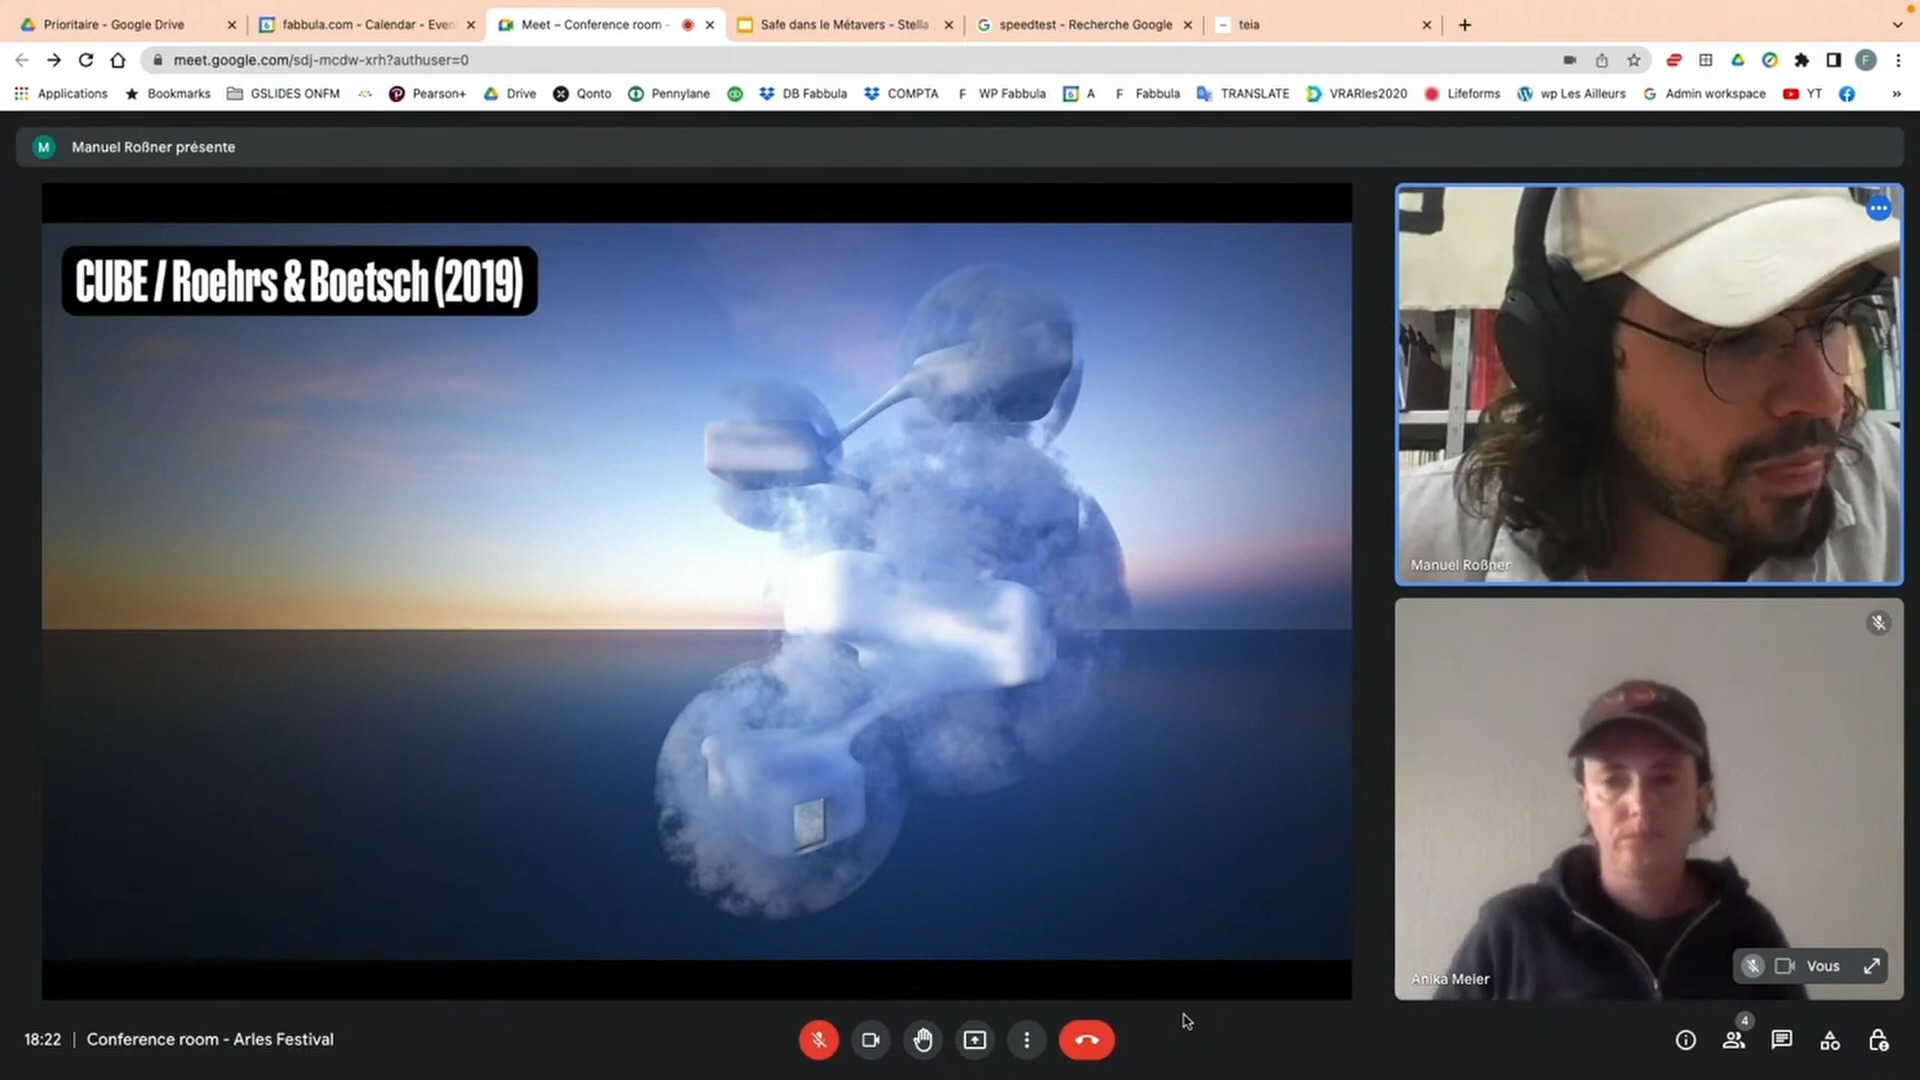 Prioritaire - Google Drive
fabbula.com - Calendar - Even
Meet – Conference room -
Safe dans le Métavers - Stella
speedtest - Recherche Google
teia
meet.google.com/sdj-mcdw-xrh?authuser=0
F
Applications
Bookmarks
GSLIDES ONFM
Pearson+
Drive
Qonto
Pennylane
DB Fabbula
COMPTA
F WP Fabbula
A
F Fabbula
TRANSLATE
VRARles2020
Lifeforms
wp Les Ailleurs
Admin workspace
YT
»
M Manuel Roßner présente
CUBE / Roehrs & Boetsch (2019)
Manuel Roßner
Anika Meier
Vous
18:22 | Conference room - Arles Festival
4